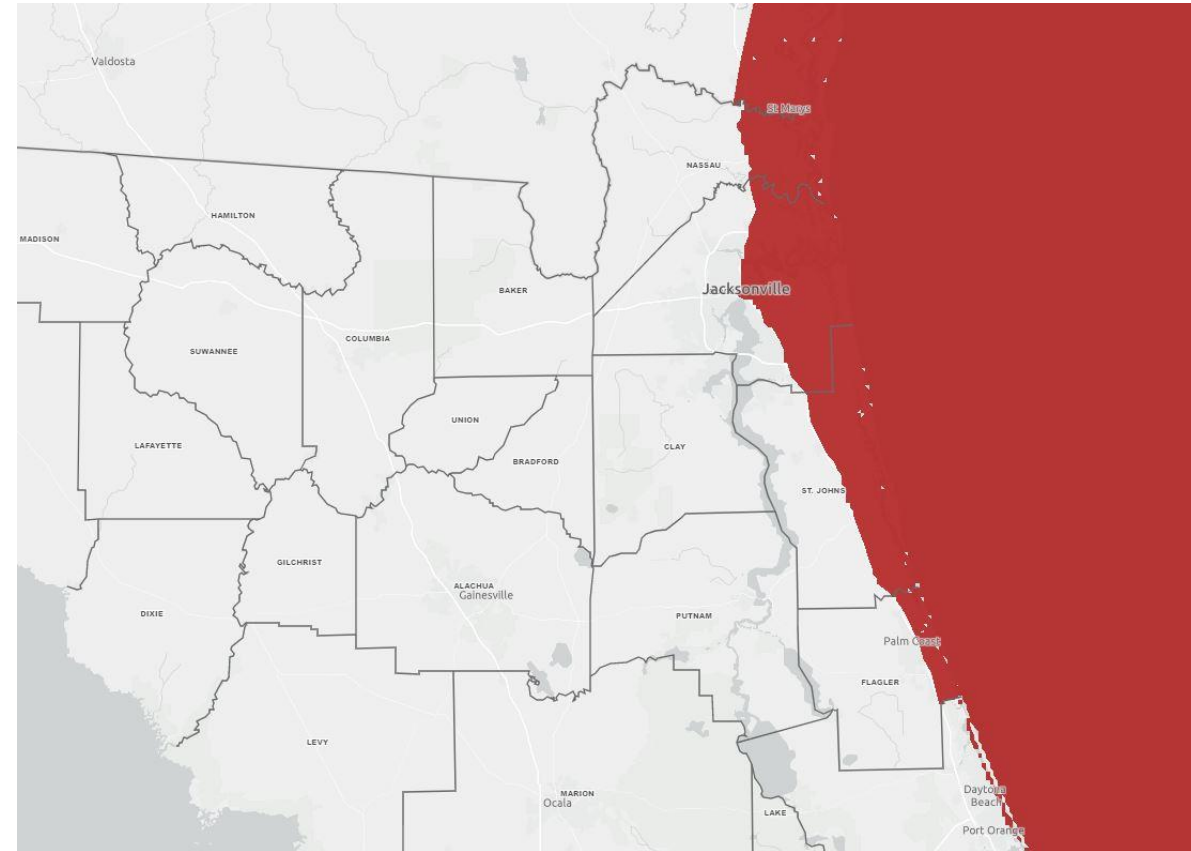 Valdosta
St Marys
NASSAU
HAMILTON
MADISON
BAKER
Jacksonville
COLUMBIA
SUWANNEE
UNION
LAFAYETTE
CLAY
BRADFORD
ST. JOHNS
GILCHRIST
ALACHUA
Gainesville
DIXIE
PUTNAM
Palm Coast
FLAGLER
LEVY
Daytona
Beach
MARION
Ocala
LAKE
Port Orange